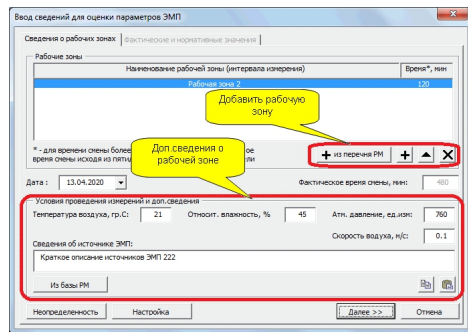 Ввод сведений для оценки параметров ЭМП
Сведения о рабочих зонах Фактические и нормативные значения
Рабочие зоны
Наименование рабочей зоны (интервала измерения) Время*, мин
Рабочая зона 2 120
Добавить рабочую
зону
* - для времени смены более
время смены исходя из пяти
Доп.сведения о
рабочей зоне
из перечня РМ
Дата : 13.04.2020 Фактическое время смены, мин: 480
Условия проведения измерений и доп.сведения
Температура воздуха, гр.С: 21 Относит. влажность, % 45 Атм. давление, ед.изм: 760
Скорость водуха, м/с: 0.1
Сведения об источнике ЭМП:
Краткое описание источников ЭМП 222
Из базы РМ
Неопределенность Настройка Далее >> Отмена